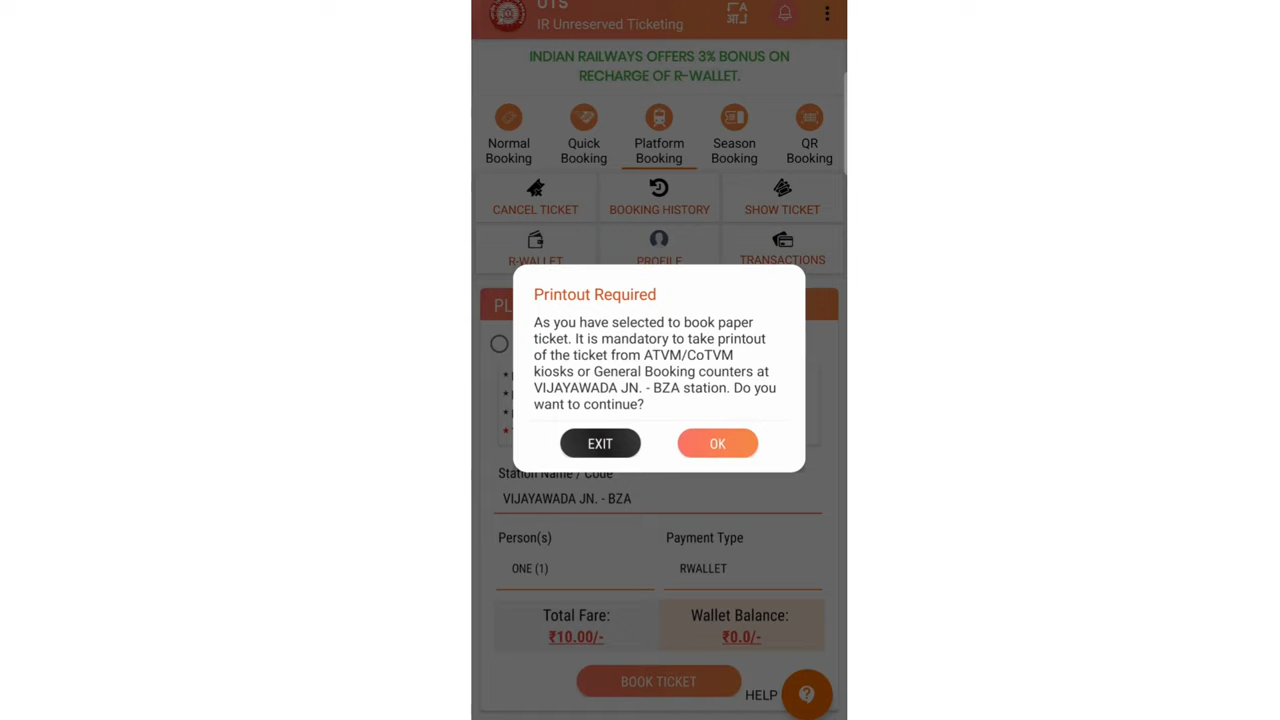 UTS
IR Unreserved Ticketing
INDIAN RAILWAYS OFFERS 3% BONUS ON
RECHARGE OF R-WALLET.
Normal Booking
Quick Booking
Platform Booking
Season Booking
QR Booking
CANCEL TICKET
BOOKING HISTORY
SHOW TICKET
R-WALLET
PROFILE
TRANSACTIONS
PL
Printout Required
As you have selected to book paper
ticket. It is mandatory to take printout
of the ticket from ATVM/CoTVM
kiosks or General Booking counters at
VIJAYAWADA JN. - BZA station. Do you
want to continue?
EXIT
OK
Station Name / Code
VIJAYAWADA JN. - BZA
Person(s)
Payment Type
ONE (1)
RWALLET
Total Fare:
Wallet Balance:
₹10.00/-
₹0.0/-
BOOK TICKET
HELP